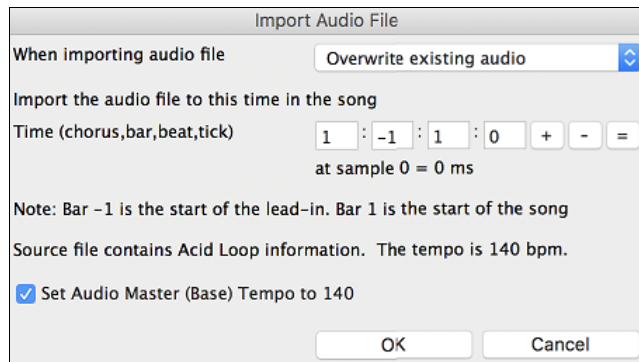 Import Audio File
When importing audio file Overwrite existing audio
Import the audio file to this time in the song
Time (chorus,bar,beat,tick) 1 : -1 : 1 : 0 + - =
at sample 0 = 0 ms
Note: Bar -1 is the start of the lead-in. Bar 1 is the start of the song
Source file contains Acid Loop information. The tempo is 140 bpm.
Set Audio Master (Base) Tempo to 140
OK Cancel